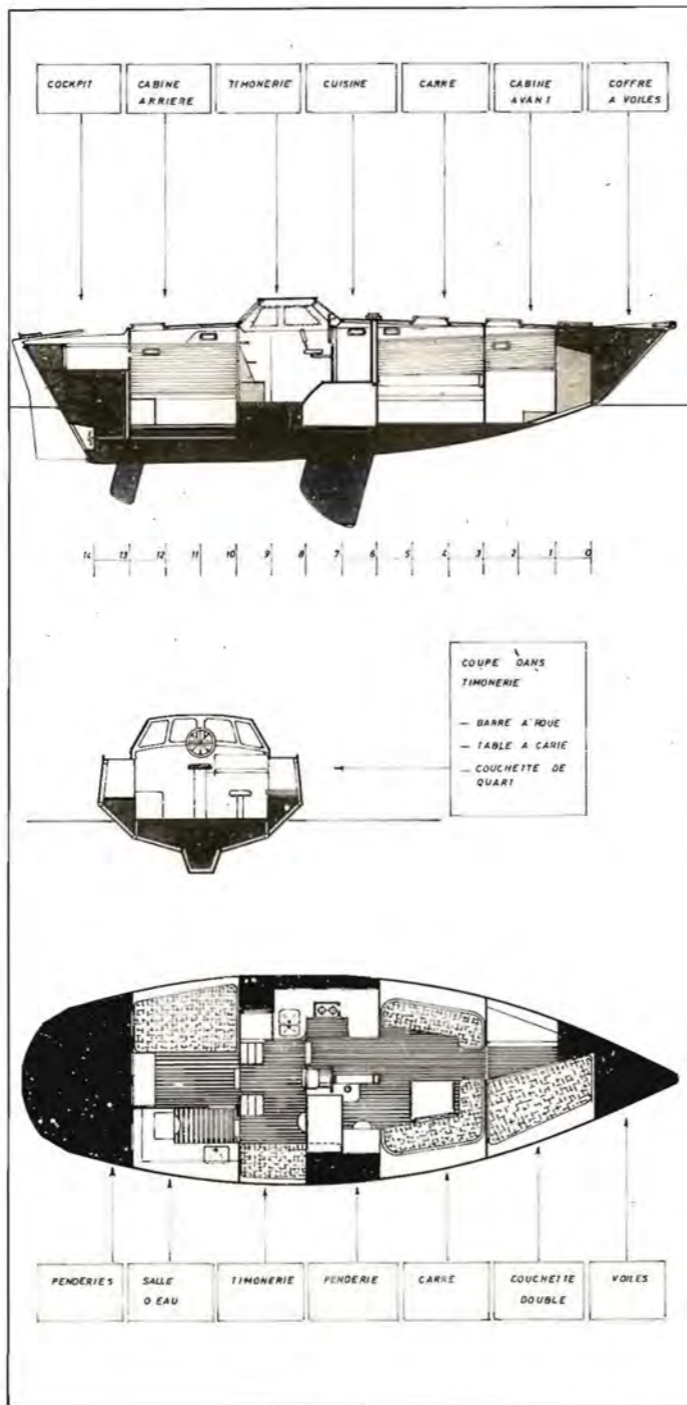 COCKPIT
CABINE
ARRIERE
TIMONERIE
CUISINE
CARRE
CABINE
AVANT
COFFRE
A VOILES
14 13 12 11 10 9 8 7 6 5 4 3 2 1 0
COUPE DANS
TIMONERIE
— BARRE A ROUE
— TABLE A CARTE
— COUCHETTE DE
QUART
PENDERIES
SALLE
D EAU
TIMONERIE
PENDERIE
CARRE
COUCHETTE
DOUBLE
VOILES